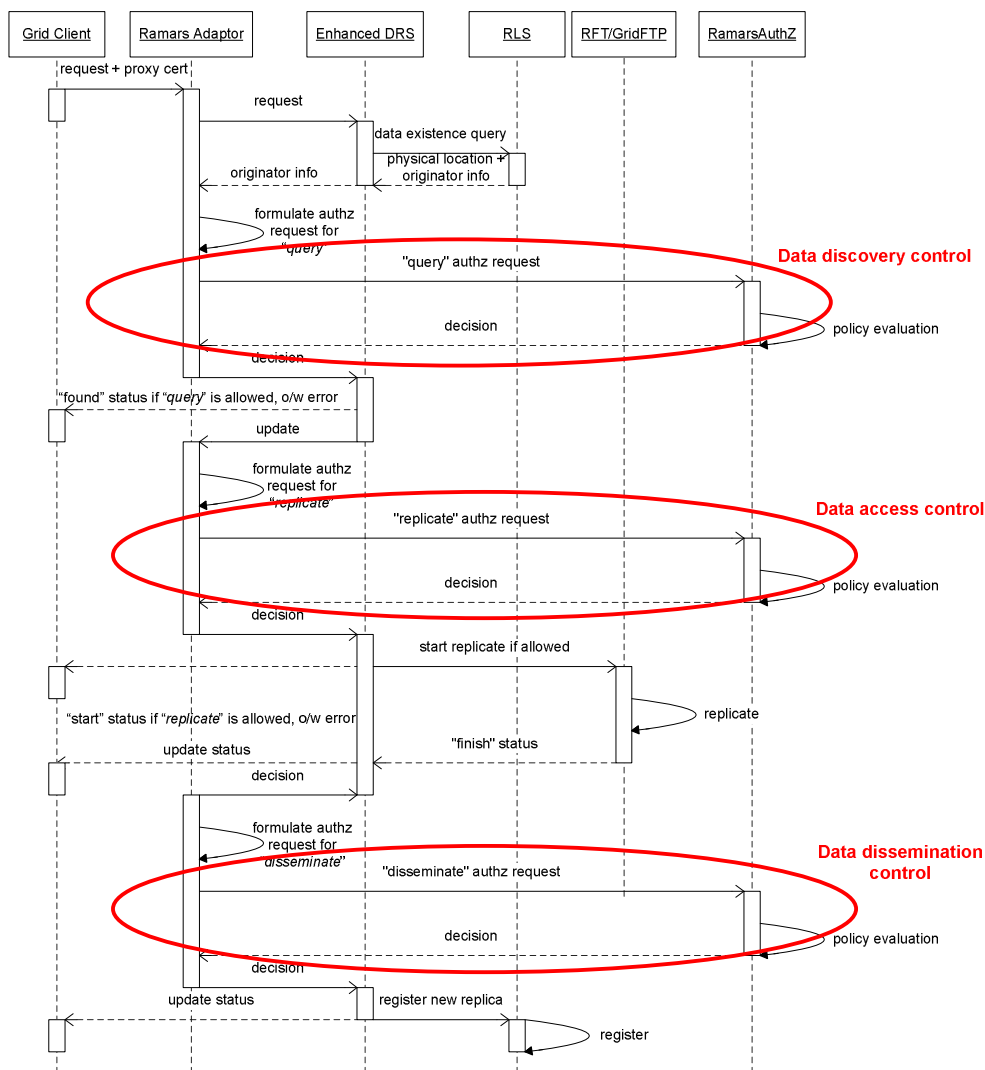 Grid Client
Ramars Adaptor
Enhanced DRS
RLS
RFT/GridFTP
RamarsAuthZ
request + proxy cert
request
data existence query
physical location +
originator info
originator info
formulate authz
request for
“query”
Data discovery control
"query" authz request
decision
policy evaluation
decision
“found” status if “query” is allowed, o/w error
update
formulate authz
request for
“replicate”
Data access control
"replicate" authz request
decision
policy evaluation
decision
start replicate if allowed
“start” status if “replicate” is allowed, o/w error
replicate
"finish" status
update status
decision
formulate authz
request for
"disseminate"
Data dissemination
control
"disseminate" authz request
decision
policy evaluation
decision
update status
register new replica
register